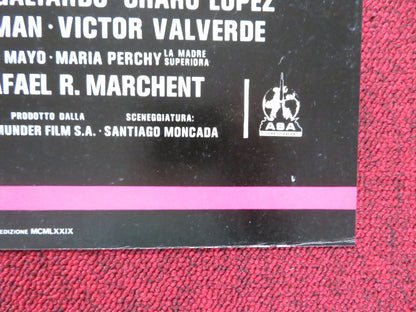 GALIARDO · CHARO LOPEZ
MAN · VICTOR VALVERDE
MAYO · MARIA PERCHY LA MADRE SUPERIORA
AFAEL R. MARCHENT
PRODOTTO DALLA
SCENEGGIATURA:
MUNDER FILM S.A. · SANTIAGO MONCADA
ABA
EDIZIONE MCMLXXIX